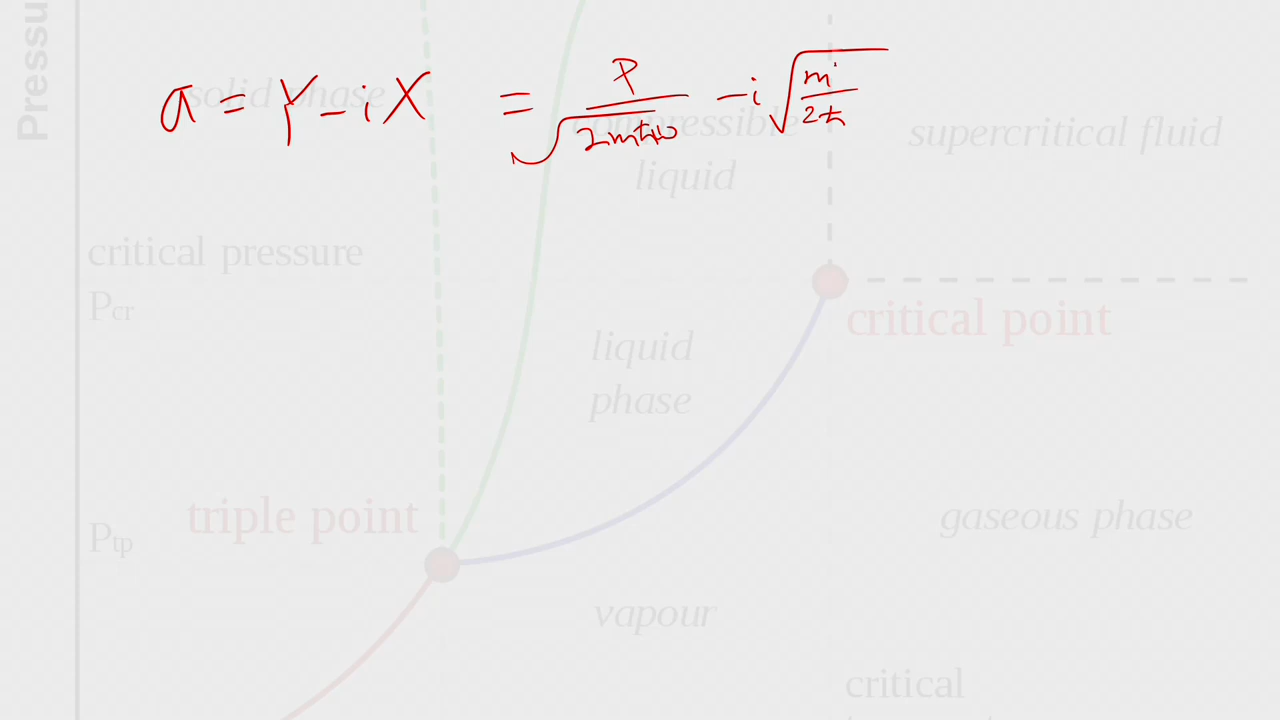 Pressu
a = Y - iX = P/√(2mħω) - i√(m/2ħ)
solid phase
compressible
liquid
supercritical fluid
critical pressure
Pcr
critical point
liquid
phase
triple point
Ptp
gaseous phase
vapour
critical